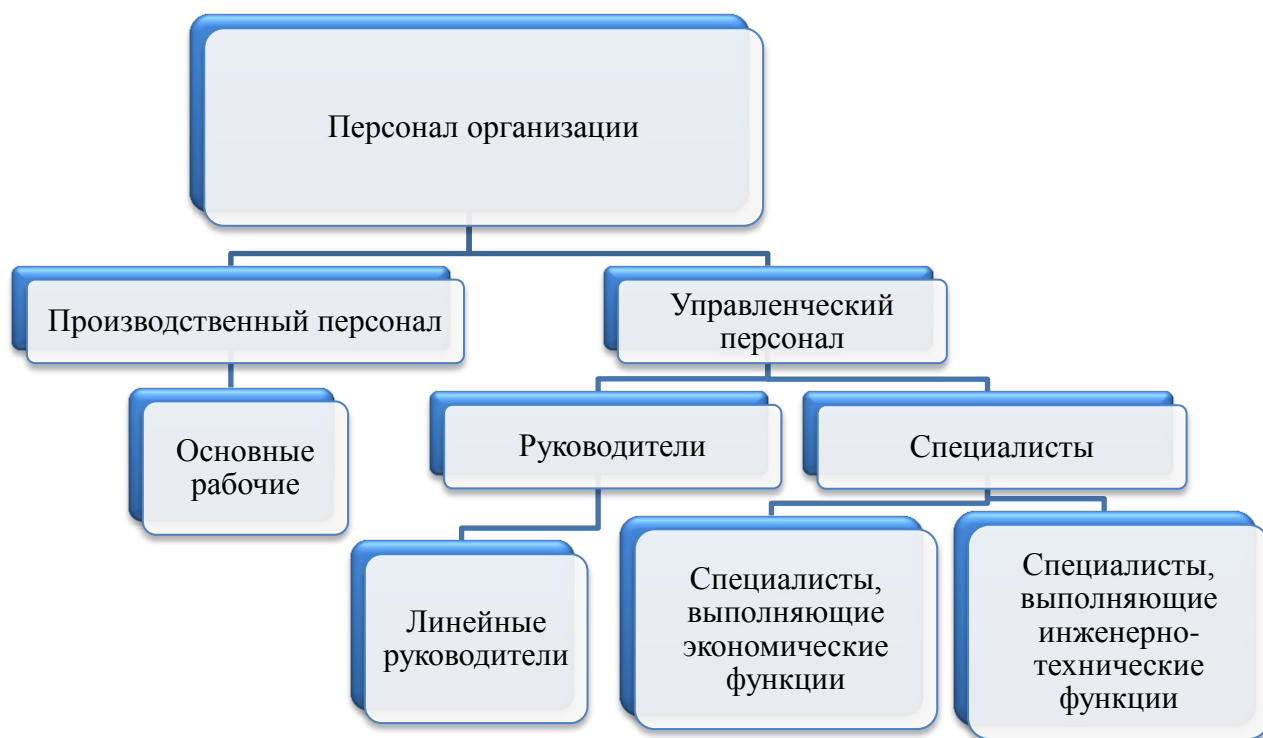 Персонал организации
Производственный персонал
Управленческий
персонал
Основные
рабочие
Руководители
Специалисты
Линейные
руководители
Специалисты,
выполняющие
экономические
функции
Специалисты,
выполняющие
инженерно-
технические
функции